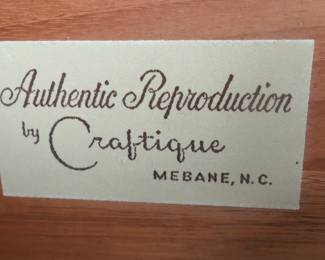 Authentic Reproduction
by Craftique
MEBANE, N.C.